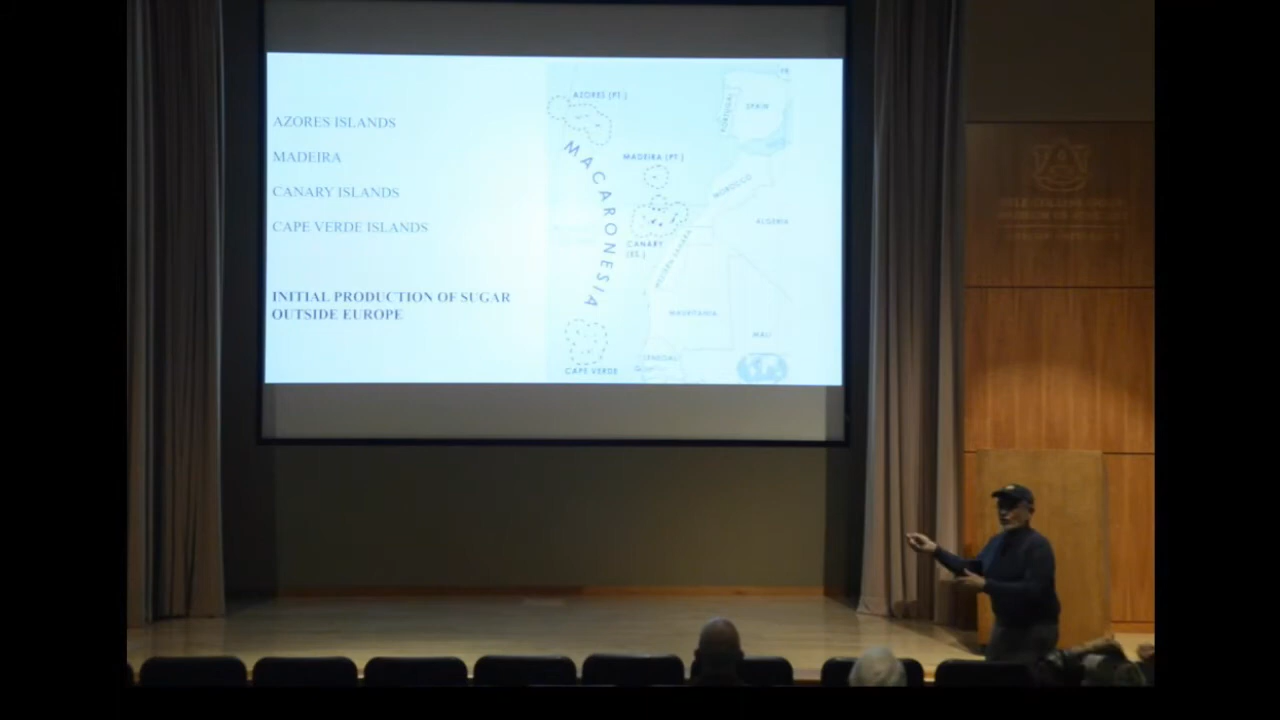 AZORES ISLANDS
MADEIRA
CANARY ISLANDS
CAPE VERDE ISLANDS
INITIAL PRODUCTION OF SUGAR
OUTSIDE EUROPE
AZORES (PT.)
MACARONESIA
MADEIRA (PT.)
CANARY
(ES.)
CAPE VERDE
PORTUGAL
SPAIN
MOROCCO
ALGERIA
WESTERN SAHARA
MAURITANIA
MALI
SENEGAL